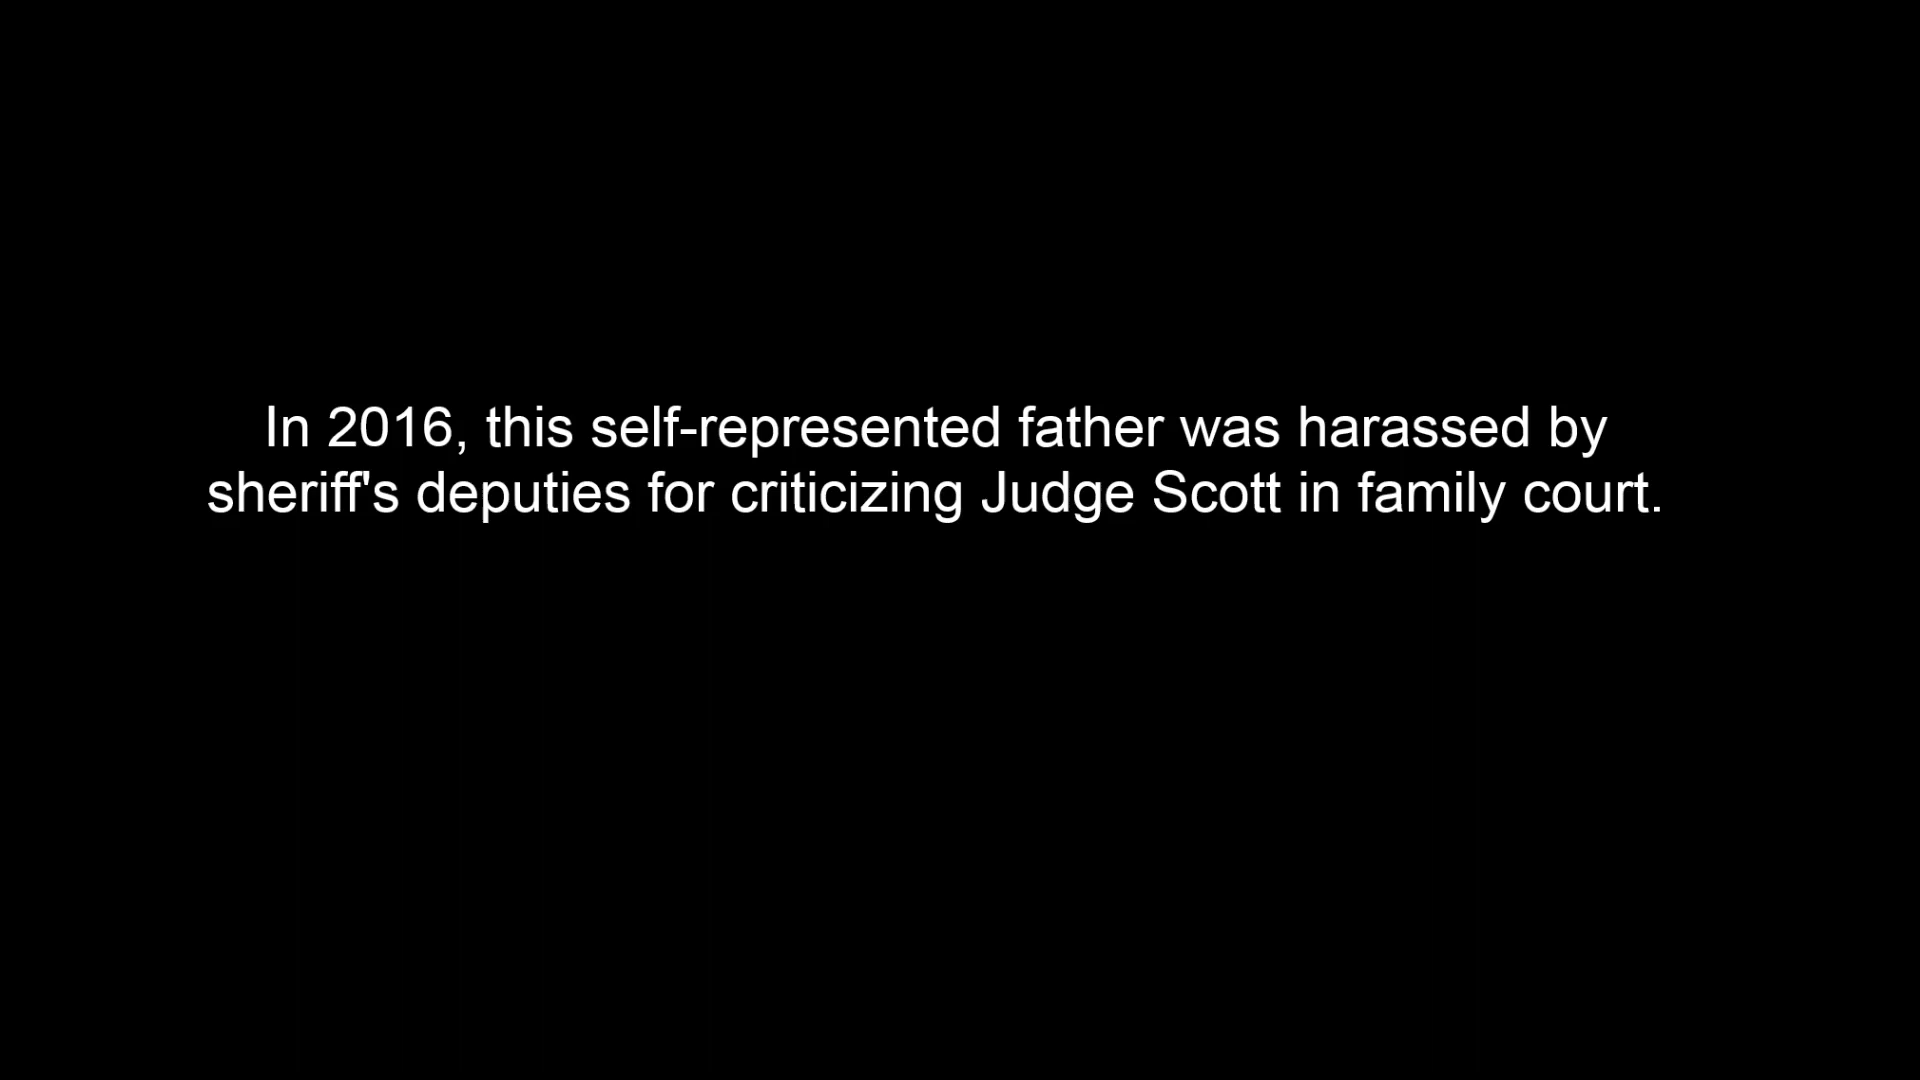 In 2016, this self-represented father was harassed by
sheriff's deputies for criticizing Judge Scott in family court.